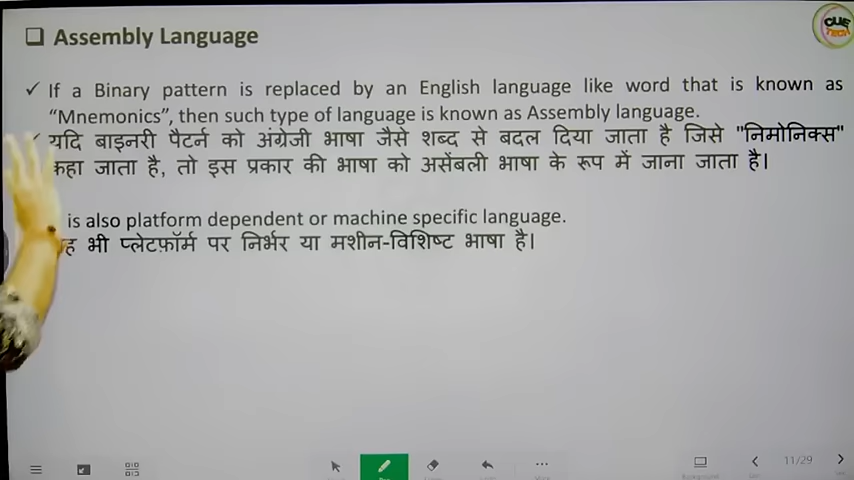 ❑ Assembly Language
CUE
TECH
✓ If a Binary pattern is replaced by an English language like word that is known as
“Mnemonics”, then such type of language is known as Assembly language.
✓ यदि बाइनरी पैटर्न को अंग्रेजी भाषा जैसे शब्द से बदल दिया जाता है जिसे "निमोनिक्स"
कहा जाता है, तो इस प्रकार की भाषा को असेंबली भाषा के रूप में जाना जाता है।
is also platform dependent or machine specific language.
भी प्लेटफ़ॉर्म पर निर्भर या मशीन-विशिष्ट भाषा है।
11/29